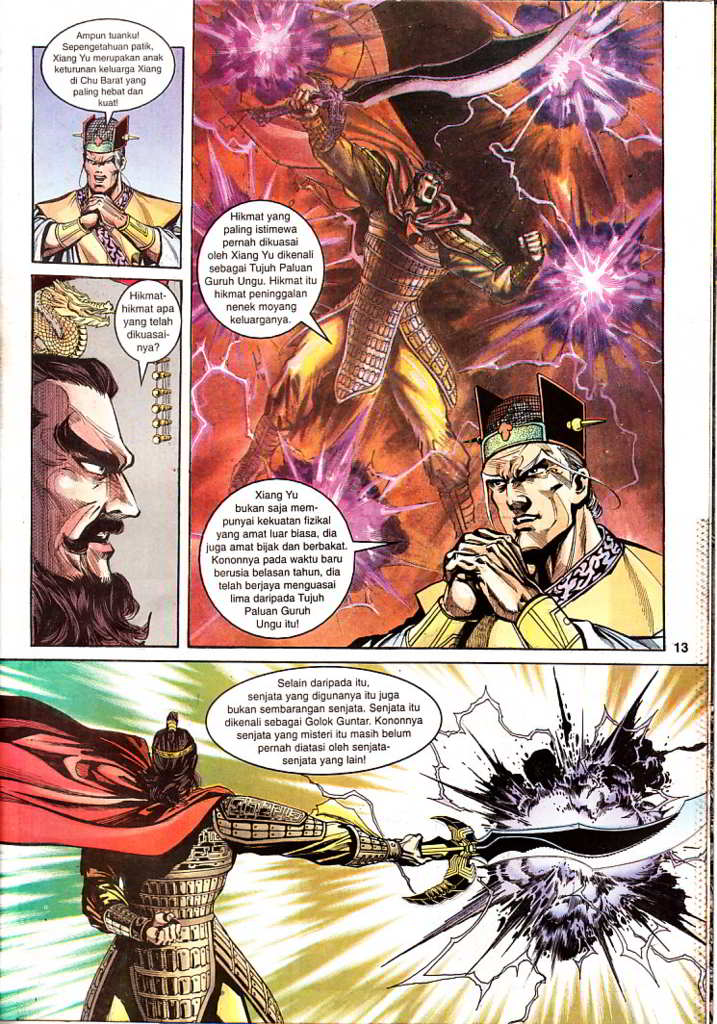 Ampun tuanku!
Sepengetahuan patik,
Xiang Yu merupakan anak
keturunan keluarga Xiang
di Chu Barat yang
paling hebat dan
kuat!
Hikmat-
hikmat apa
yang telah
dikuasai-
nya?
Hikmat yang
paling istimewa
pernah dikuasai
oleh Xiang Yu dikenali
sebagai Tujuh Paluan
Guruh Ungu. Hikmat itu
hikmat peninggalan
nenek moyang
keluarganya.
Xiang Yu
bukan saja mem-
punyai kekuatan fizikal
yang amat luar biasa, dia
juga amat bijak dan berbakat.
Kononnya pada waktu baru
berusia belasan tahun, dia
telah berjaya menguasai
lima daripada Tujuh
Paluan Guruh
Ungu itu!
13
Selain daripada itu,
senjata yang digunanya itu juga
bukan sembarangan senjata. Senjata itu
dikenali sebagai Golok Guntar. Kononnya
senjata yang misteri itu masih belum
pernah diatasi oleh senjata-
senjata yang lain!